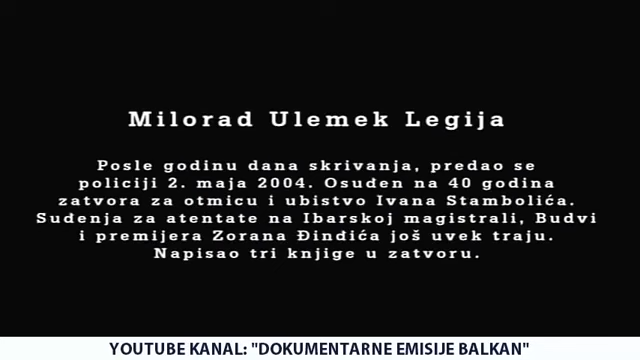 Milorad Ulemek Legija
Posle godinu dana skrivanja, predao se
policiji 2. maja 2004. Osuđen na 40 godina
zatvora za otmicu i ubistvo Ivana Stambolića.
Suđenja za atentate na Ibarskoj magistrali, Budvi
i premijera Zorana Đinđića još uvek traju.
Napisao tri knjige u zatvoru.
YOUTUBE KANAL: "DOKUMENTARNE EMISIJE BALKAN"